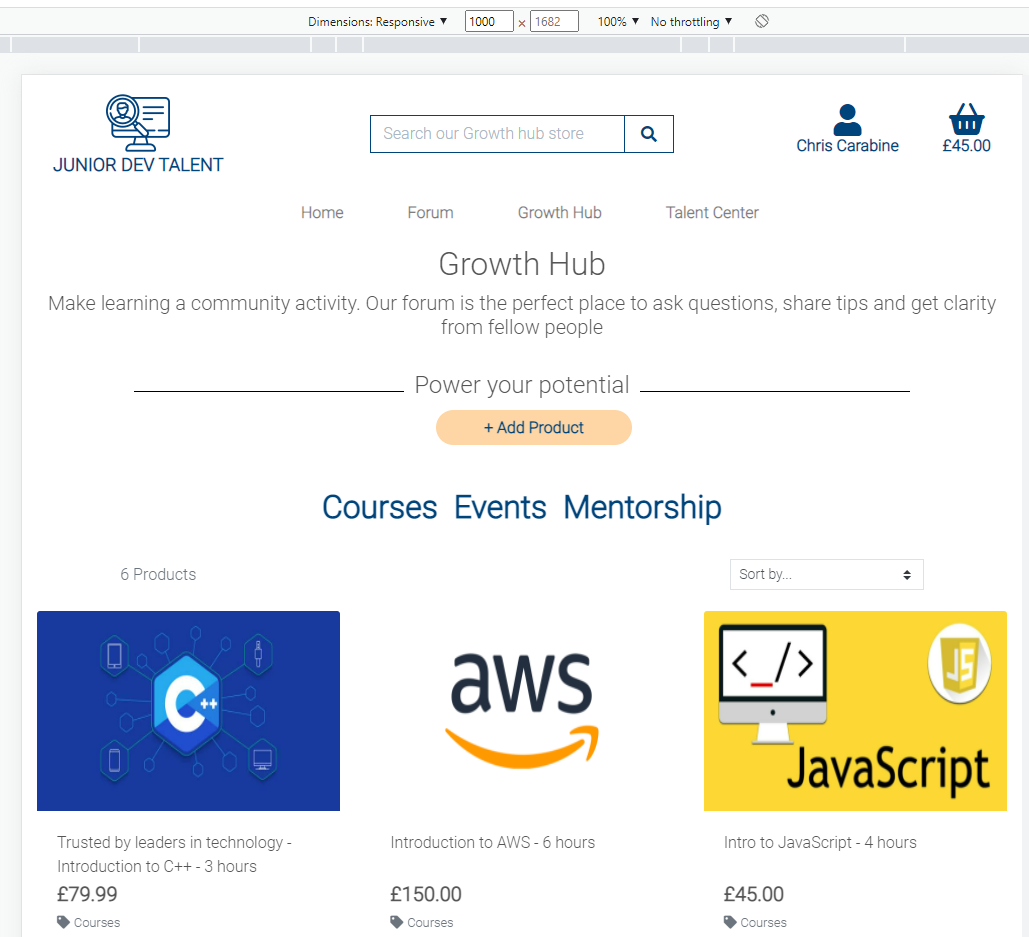 Dimensions: Responsive ▼ 1000 × 1682 100% ▼ No throttling ▼
JUNIOR DEV TALENT
Search our Growth hub store
Chris Carabine
£45.00
Home Forum Growth Hub Talent Center
Growth Hub
Make learning a community activity. Our forum is the perfect place to ask questions, share tips and get clarity
from fellow people
Power your potential
+ Add Product
Courses Events Mentorship
6 Products
Sort by...
C++
aws
</>
JS
JavaScript
Trusted by leaders in technology -
Introduction to C++ - 3 hours
£79.99
Courses
Introduction to AWS - 6 hours
£150.00
Courses
Intro to JavaScript - 4 hours
£45.00
Courses